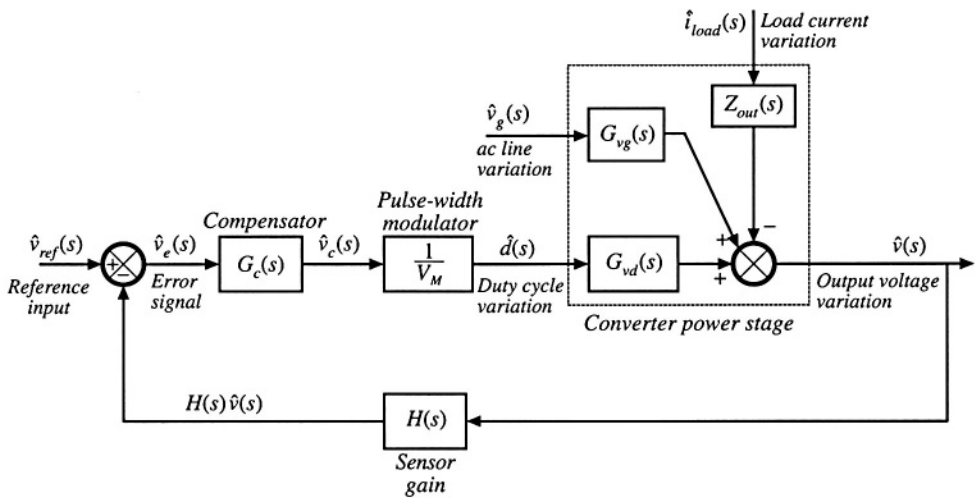 î_load(s)
Load current
variation
Z_out(s)
v̂_g(s)
ac line
variation
G_vg(s)
Pulse-width
modulator
Compensator
v̂_ref(s)
Reference
input
+
−
v̂_e(s)
Error
signal
G_c(s)
v̂_c(s)
1
V_M
d̂(s)
Duty cycle
variation
G_vd(s)
+
+
−
v̂(s)
Output voltage
variation
Converter power stage
H(s)v̂(s)
H(s)
Sensor
gain